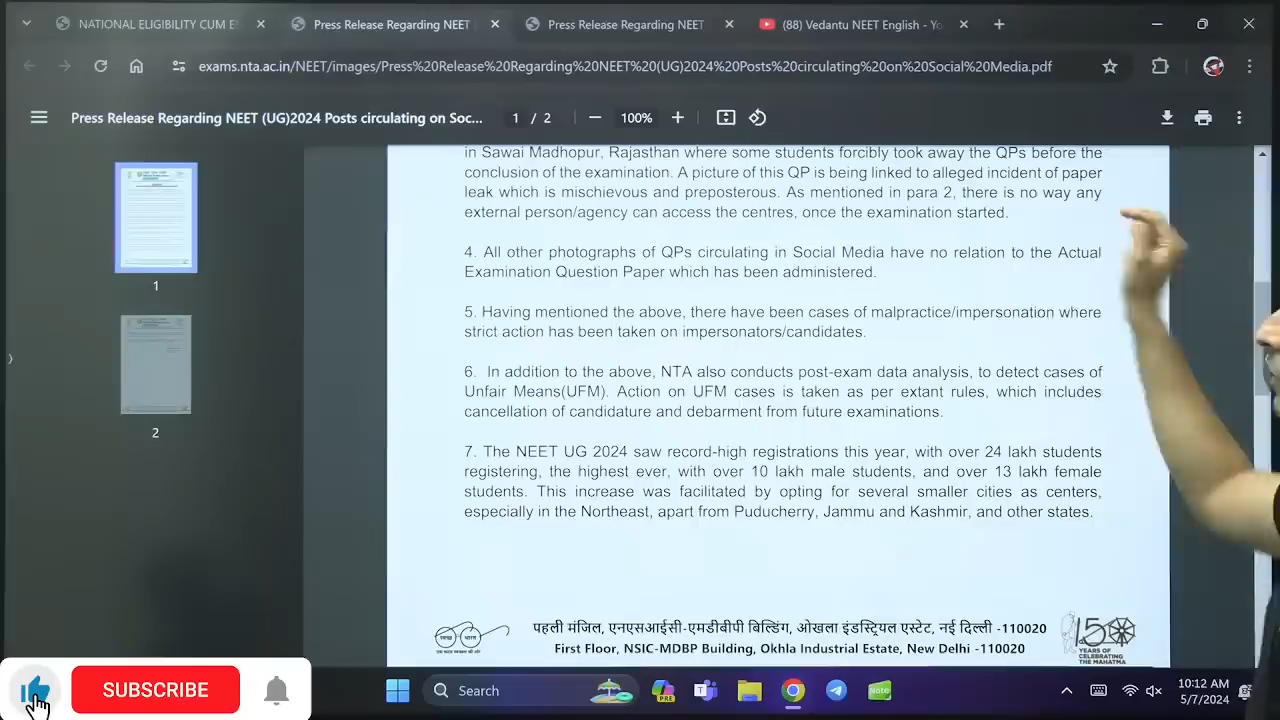 NATIONAL ELIGIBILITY CUM E
Press Release Regarding NEET
Press Release Regarding NEET
(88) Vedantu NEET English - Yo
exams.nta.ac.in/NEET/images/Press%20Release%20Regarding%20NEET%20(UG)2024%20Posts%20circulating%20on%20Social%20Media.pdf
Press Release Regarding NEET (UG)2024 Posts circulating on Soc...
1 / 2
100%
in Sawai Madhopur, Rajasthan where some students forcibly took away the QPs before the
conclusion of the examination. A picture of this QP is being linked to alleged incident of paper
leak which is mischievous and preposterous. As mentioned in para 2, there is no way any
external person/agency can access the centres, once the examination started.
4. All other photographs of QPs circulating in Social Media have no relation to the Actual
Examination Question Paper which has been administered.
5. Having mentioned the above, there have been cases of malpractice/impersonation where
strict action has been taken on impersonators/candidates.
6. In addition to the above, NTA also conducts post-exam data analysis, to detect cases of
Unfair Means(UFM). Action on UFM cases is taken as per extant rules, which includes
cancellation of candidature and debarment from future examinations.
7. The NEET UG 2024 saw record-high registrations this year, with over 24 lakh students
registering, the highest ever, with over 10 lakh male students, and over 13 lakh female
students. This increase was facilitated by opting for several smaller cities as centers,
especially in the Northeast, apart from Puducherry, Jammu and Kashmir, and other states.
1
2
स्वच्छ भारत
पहली मंजिल, एनएसआईसी-एमडीबीपी बिल्डिंग, ओखला इंडस्ट्रियल एस्टेट, नई दिल्ली -110020
First Floor, NSIC-MDBP Building, Okhla Industrial Estate, New Delhi -110020
150
YEARS OF
CELEBRATING
THE MAHATMA
SUBSCRIBE
Search
PRE
Note
10:12 AM
5/7/2024